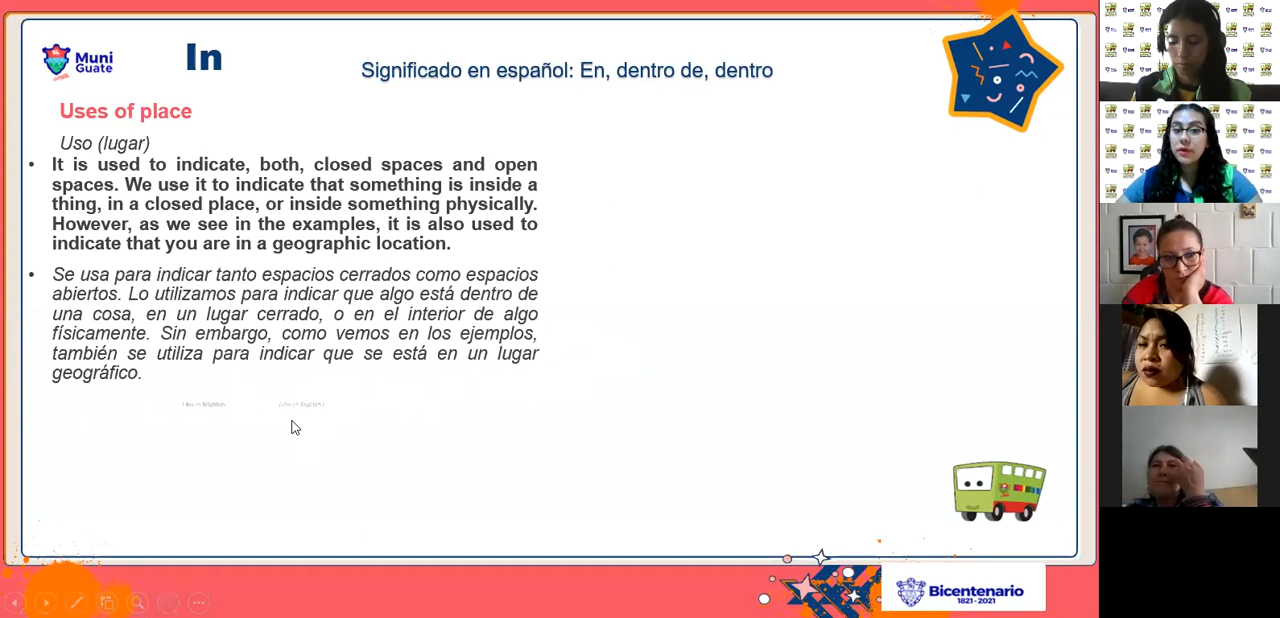 Muni
Guate
In
Significado en español: En, dentro de, dentro
Uses of place
Uso (lugar)
• It is used to indicate, both, closed spaces and open
spaces. We use it to indicate that something is inside a
thing, in a closed place, or inside something physically.
However, as we see in the examples, it is also used to
indicate that you are in a geographic location.
• Se usa para indicar tanto espacios cerrados como espacios
abiertos. Lo utilizamos para indicar que algo está dentro de
una cosa, en un lugar cerrado, o en el interior de algo
físicamente. Sin embargo, como vemos en los ejemplos,
también se utiliza para indicar que se está en un lugar
geográfico.
I live in Brighton.
Bicentenario
1821-2021